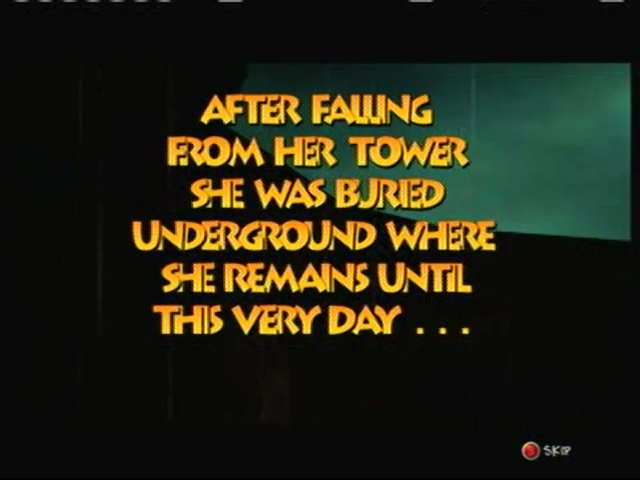 AFTER FALLING
FROM HER TOWER
SHE WAS BURIED
UNDERGROUND WHERE
SHE REMAINS UNTIL
THIS VERY DAY . . .
SKIP